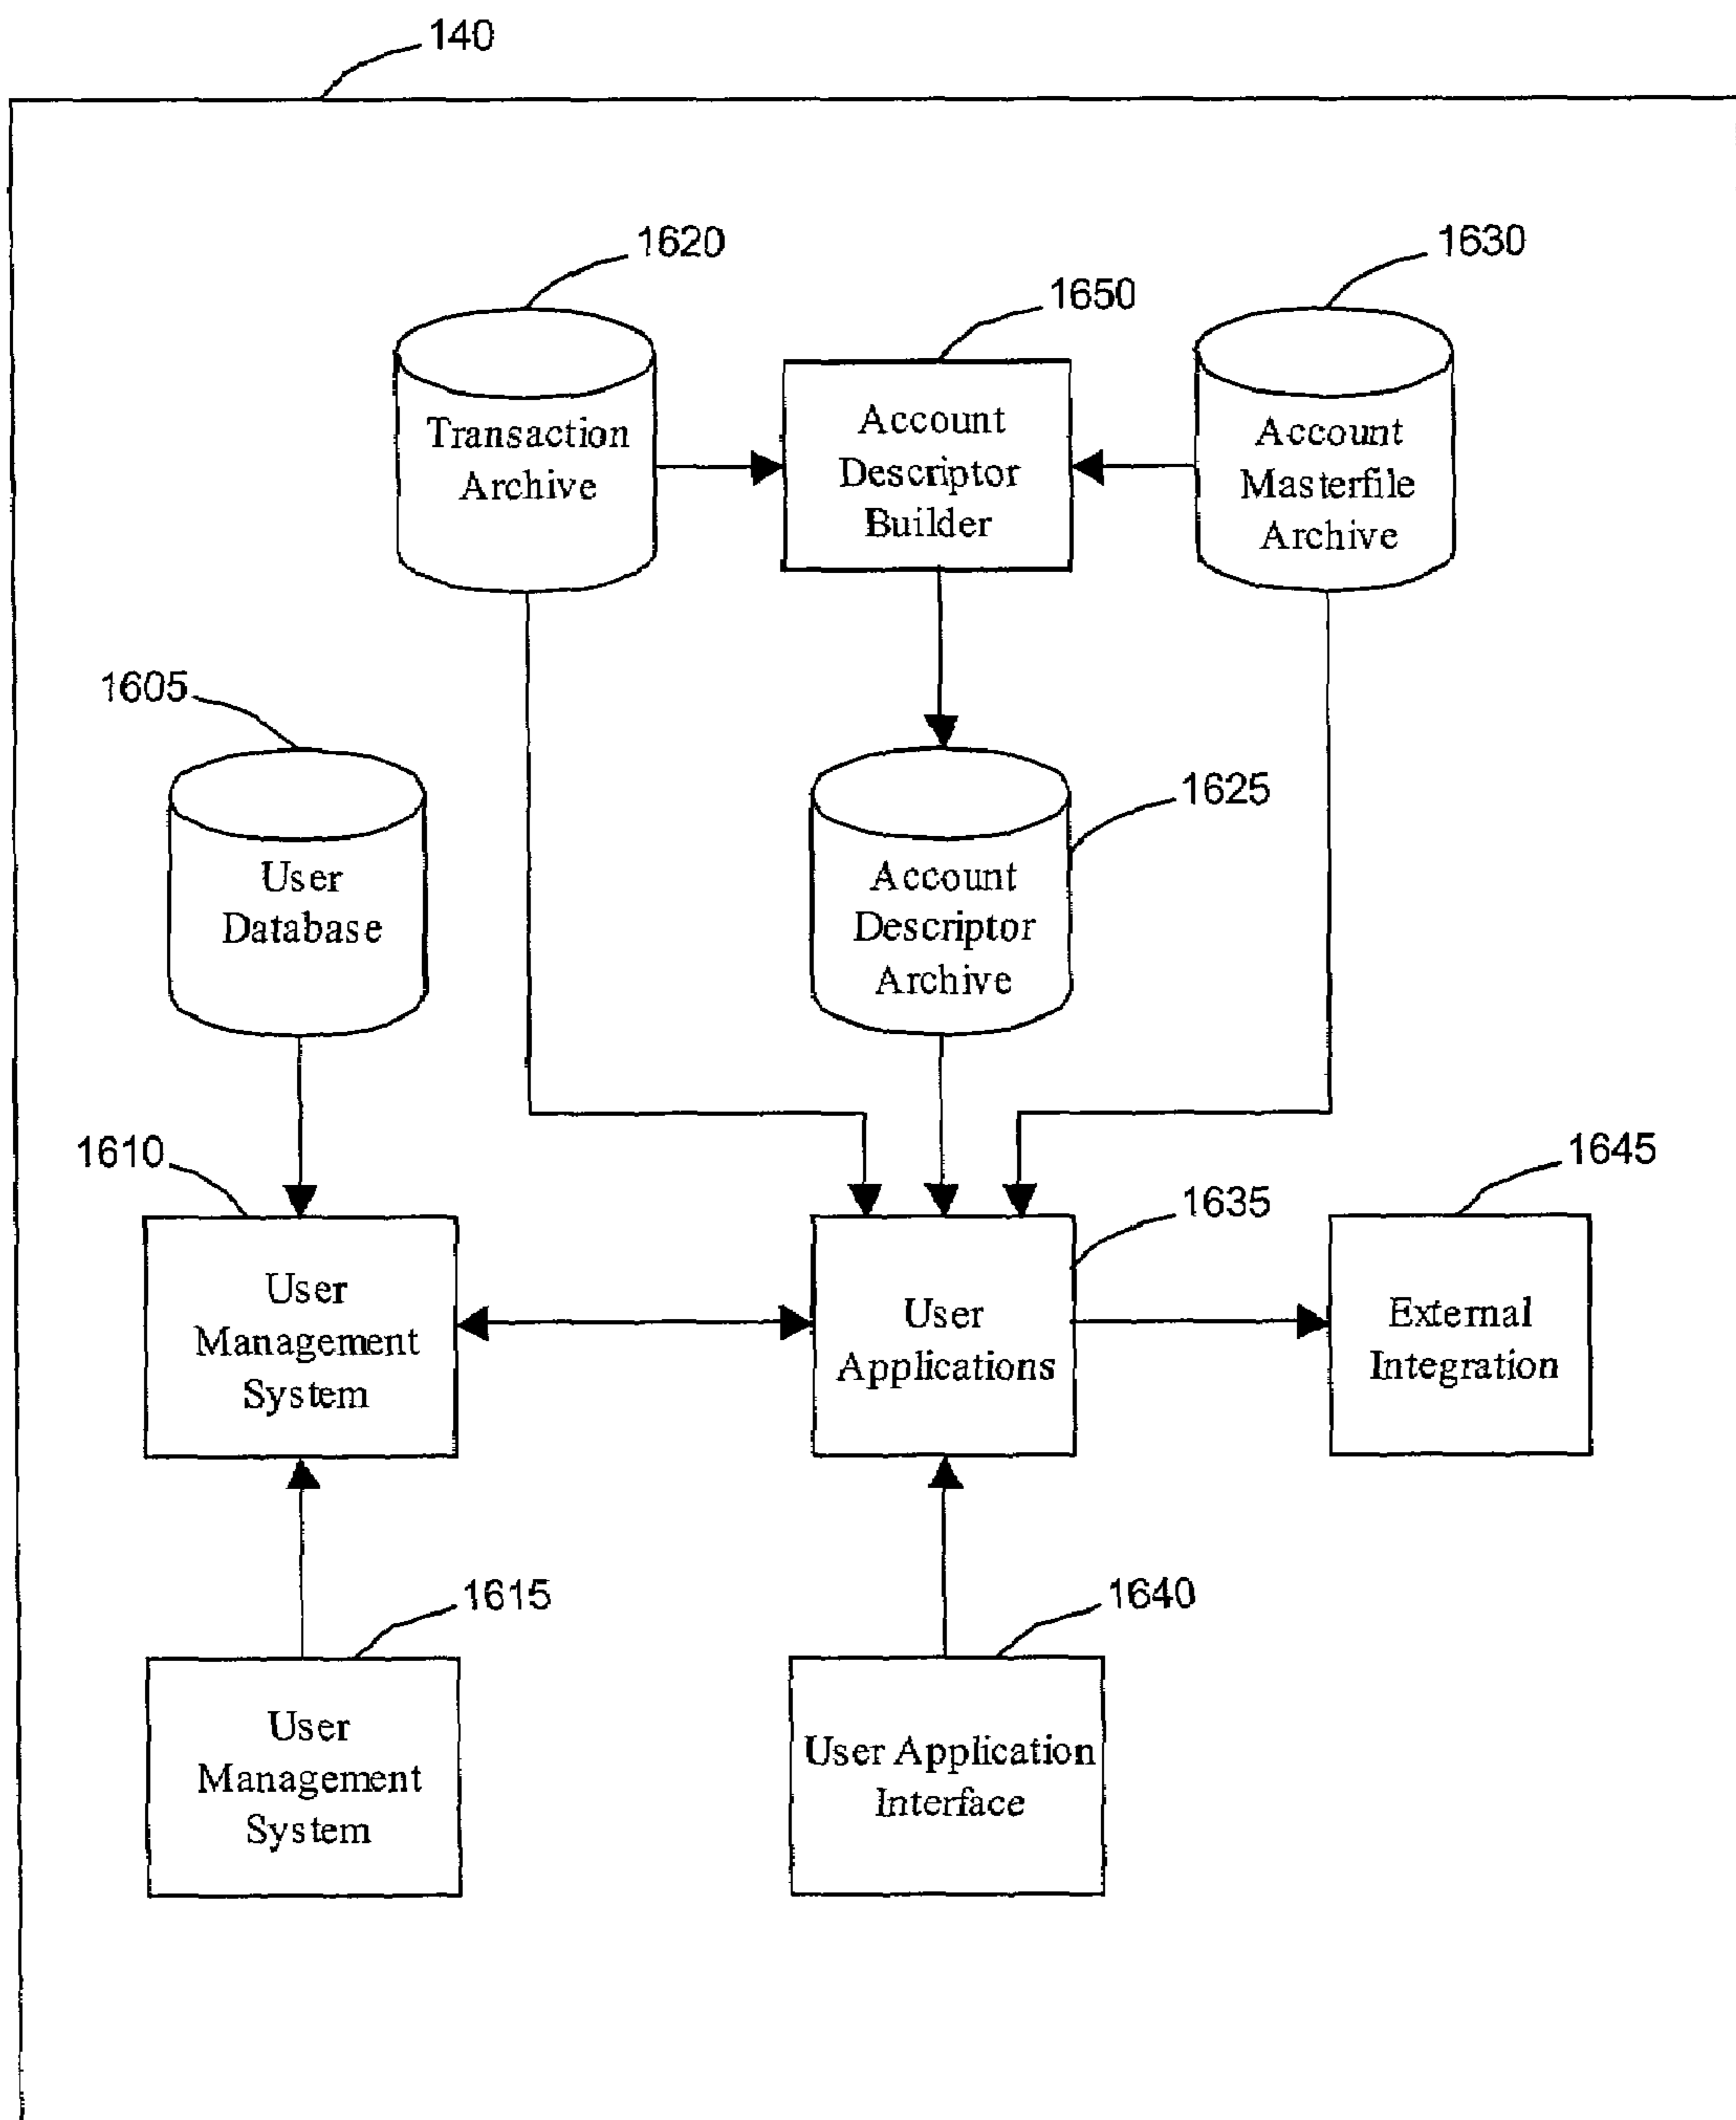 140
1620
1650
1630
Transaction
Archive
Account
Descriptor
Builder
Account
Masterfile
Archive
1605
1625
User
Database
Account
Descriptor
Archive
1610
1635
1645
User
Management
System
User
Applications
External
Integration
1615
1640
User
Management
System
User Application
Interface